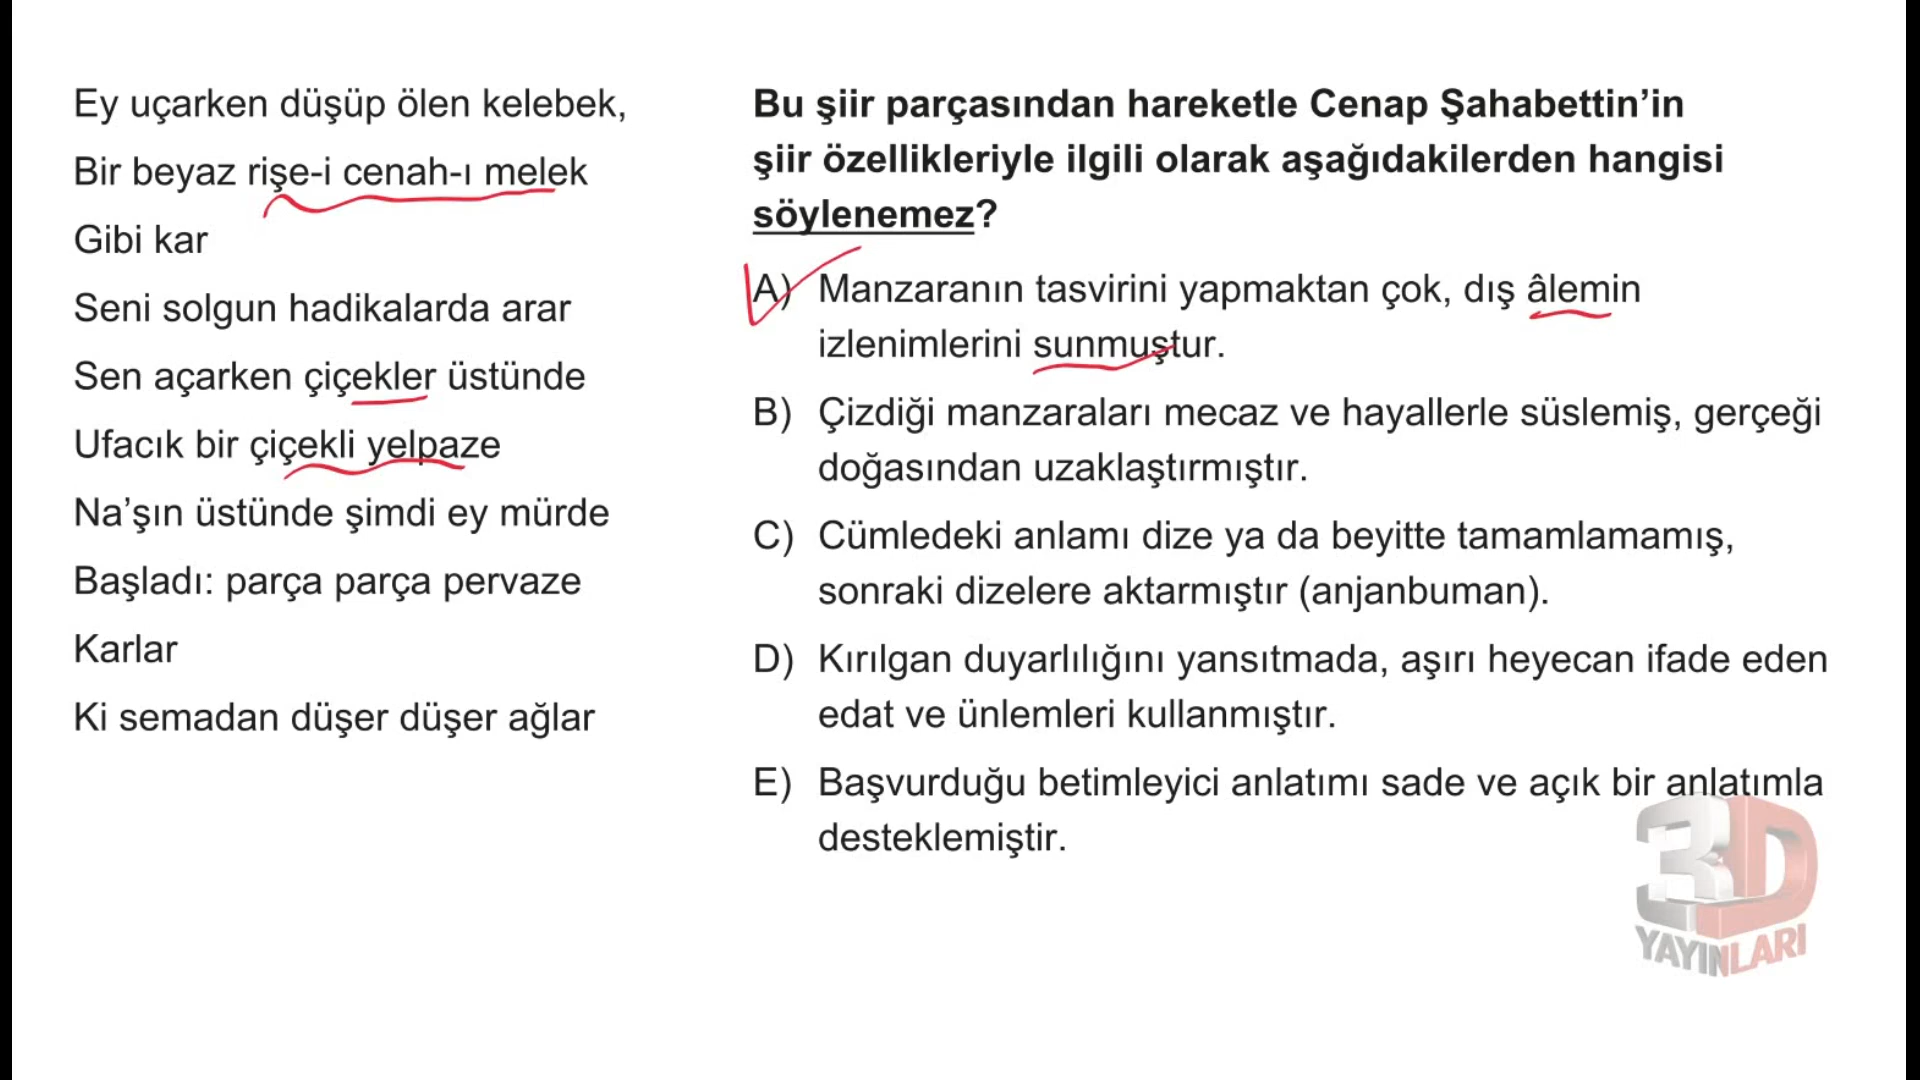 Ey uçarken düşüp ölen kelebek,
Bir beyaz rişe-i cenah-ı melek
Gibi kar
Seni solgun hadikalarda arar
Sen açarken çiçekler üstünde
Ufacık bir çiçekli yelpaze
Na’şın üstünde şimdi ey mürde
Başladı: parça parça pervaze
Karlar
Ki semadan düşer düşer ağlar
Bu şiir parçasından hareketle Cenap Şahabettin’in
şiir özellikleriyle ilgili olarak aşağıdakilerden hangisi
söylenemez?
A) Manzaranın tasvirini yapmaktan çok, dış âlemin
izlenimlerini sunmuştur.
B) Çizdiği manzaraları mecaz ve hayallerle süslemiş, gerçeği
doğasından uzaklaştırmıştır.
C) Cümledeki anlamı dize ya da beyitte tamamlamamış,
sonraki dizelere aktarmıştır (anjanbuman).
D) Kırılgan duyarlılığını yansıtmada, aşırı heyecan ifade eden
edat ve ünlemleri kullanmıştır.
E) Başvurduğu betimleyici anlatımı sade ve açık bir anlatımla
desteklemiştir.
3D
YAYINLARI